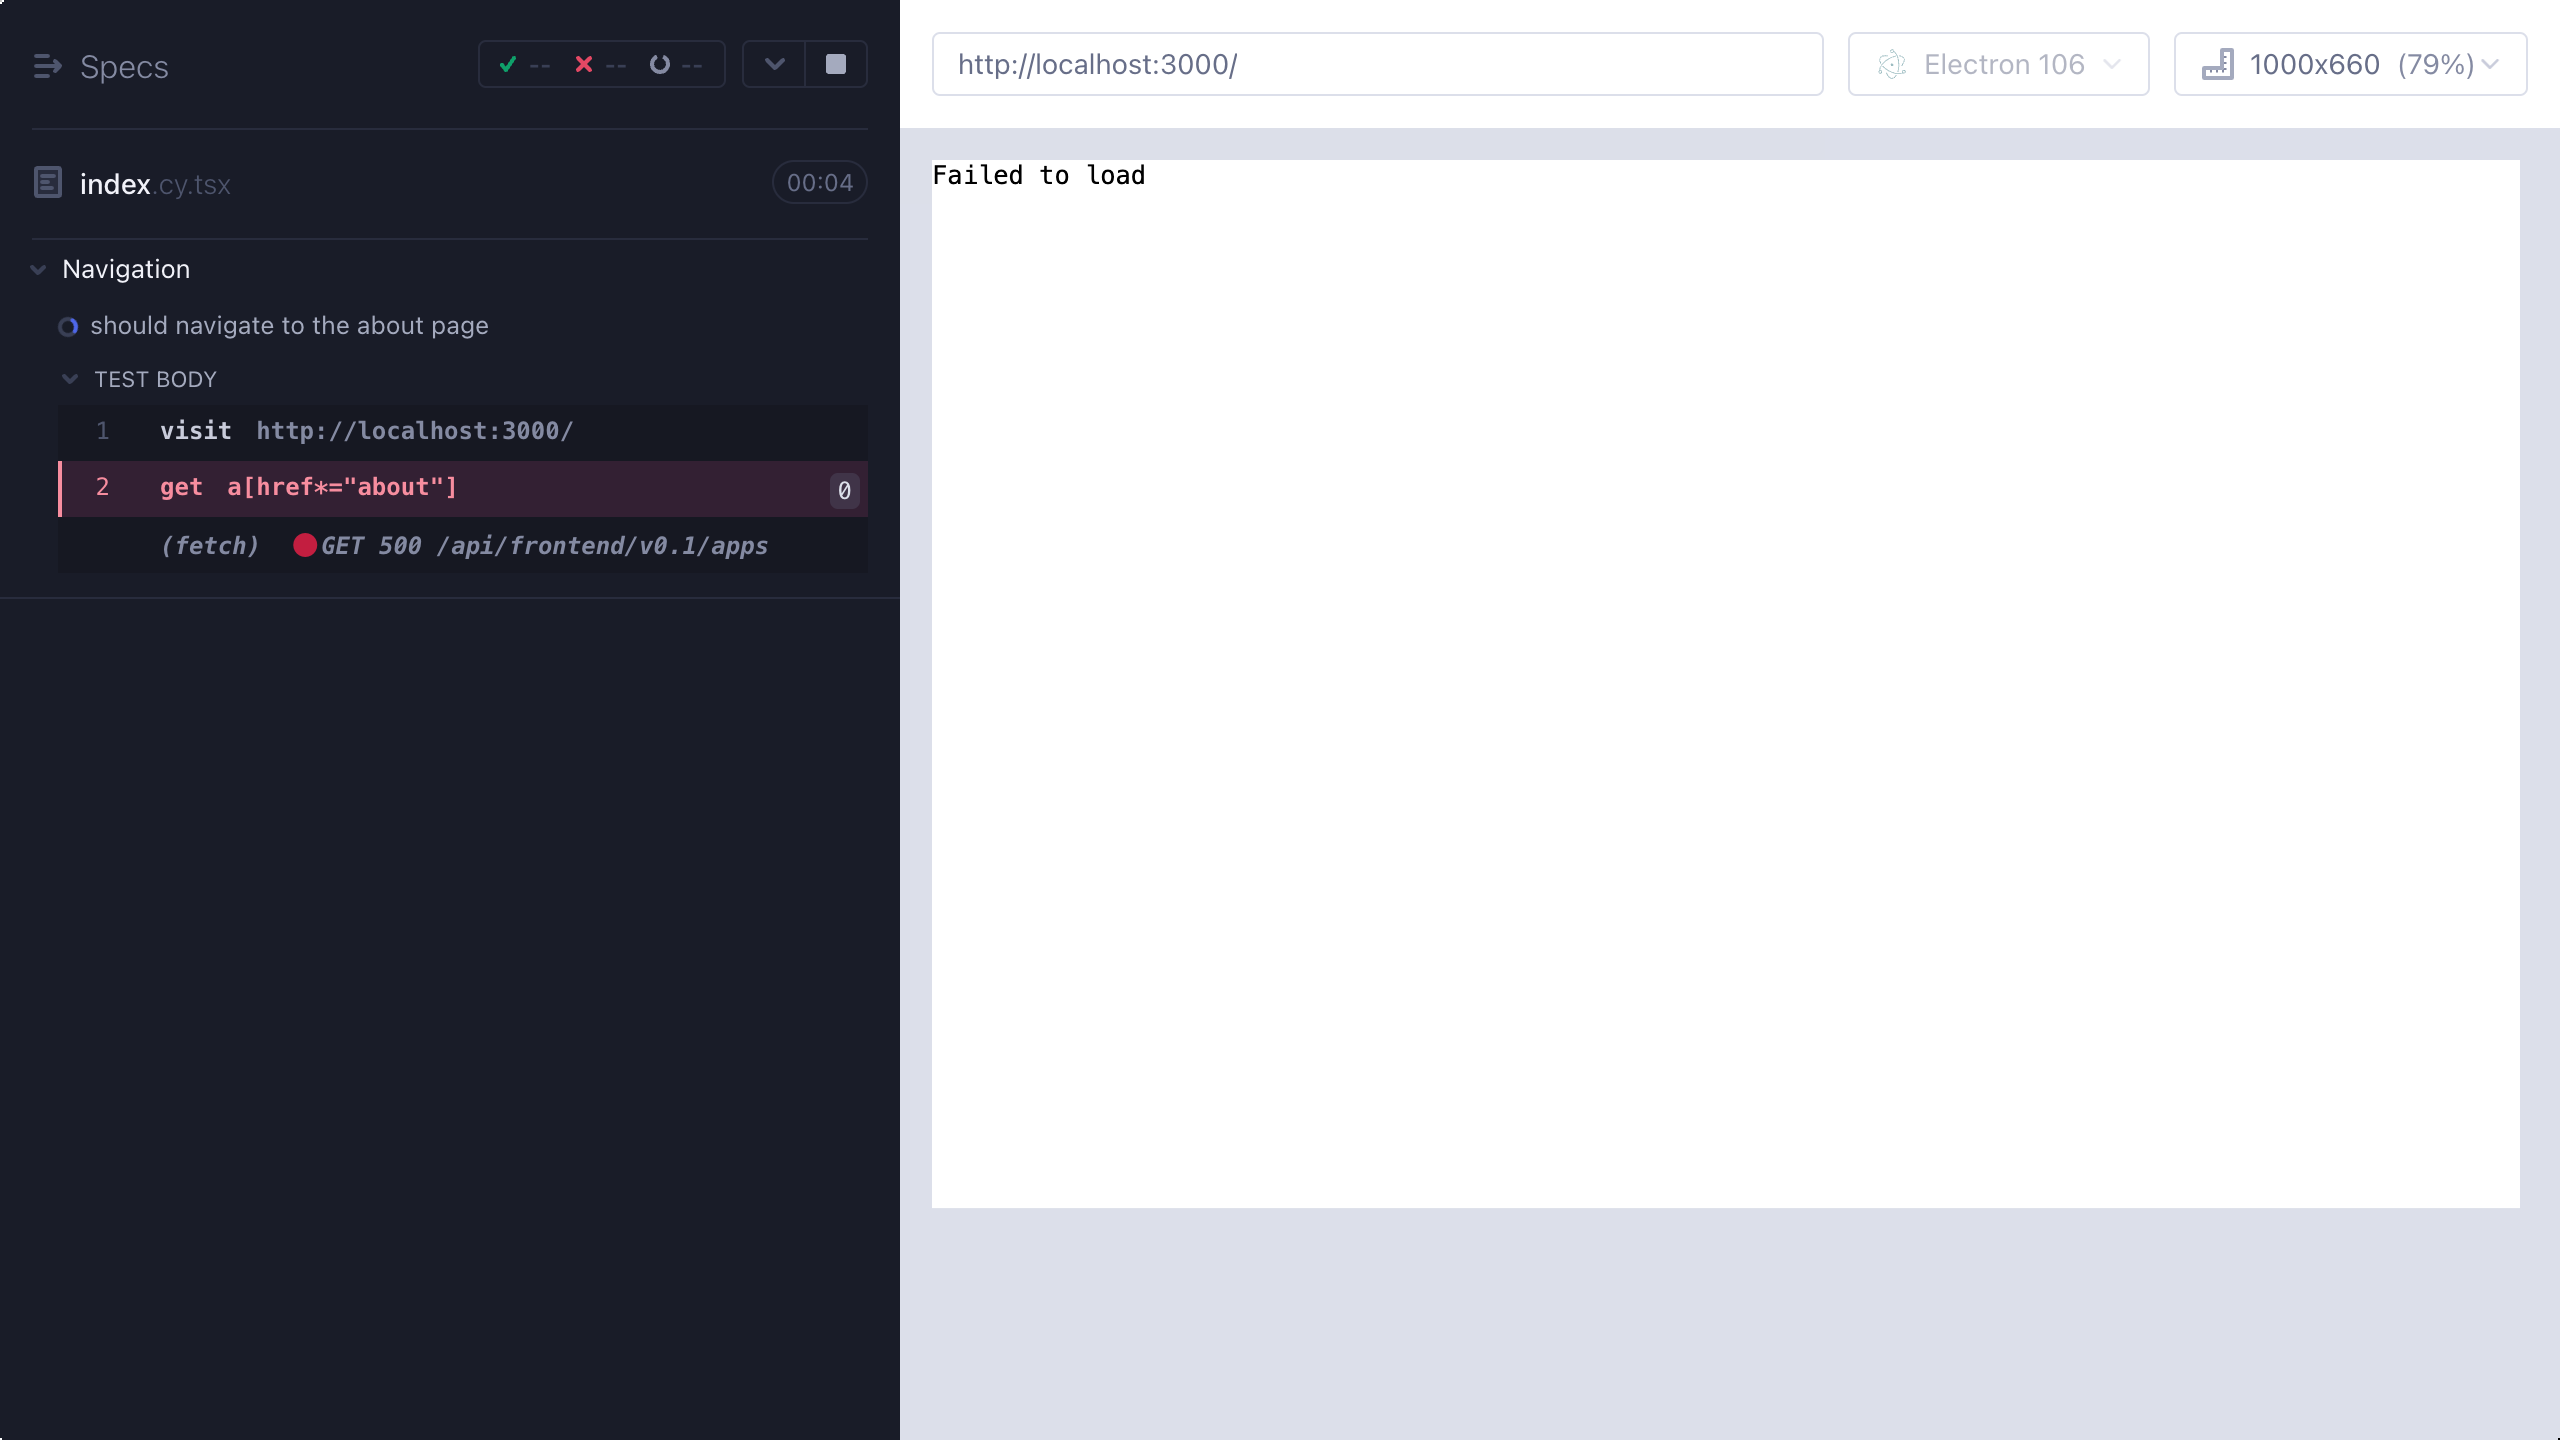 Specs
-- -- --
index.cy.tsx
00:04
Navigation
should navigate to the about page
TEST BODY
1 visit http://localhost:3000/
2 get a[href*="about"] 0
(fetch) GET 500 /api/frontend/v0.1/apps
http://localhost:3000/
Electron 106
1000x660 (79%)
Failed to load